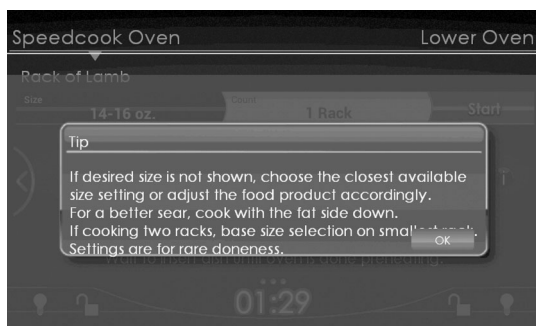 Speedcook Oven Lower Oven
Rack of Lamb
Size Count
14-16 oz. 1 Rack Start
Tip
If desired size is not shown, choose the closest available
size setting or adjust the food product accordingly.
For a better sear, cook with the fat side down.
If cooking two racks, base size selection on smallest rack.
OK
Settings are for rare doneness.
01:29